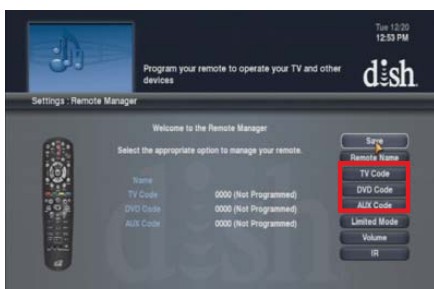 Tue 12/20
12:53 PM
Program your remote to operate your TV and other
devices
dish
Settings : Remote Manager
Welcome to the Remote Manager
Select the appropriate option to manage your remote.
Name
TV Code 0000 (Not Programmed)
DVD Code 0000 (Not Programmed)
AUX Code 0000 (Not Programmed)
Save
Remote Name
TV Code
DVD Code
AUX Code
Limited Mode
Volume
IR